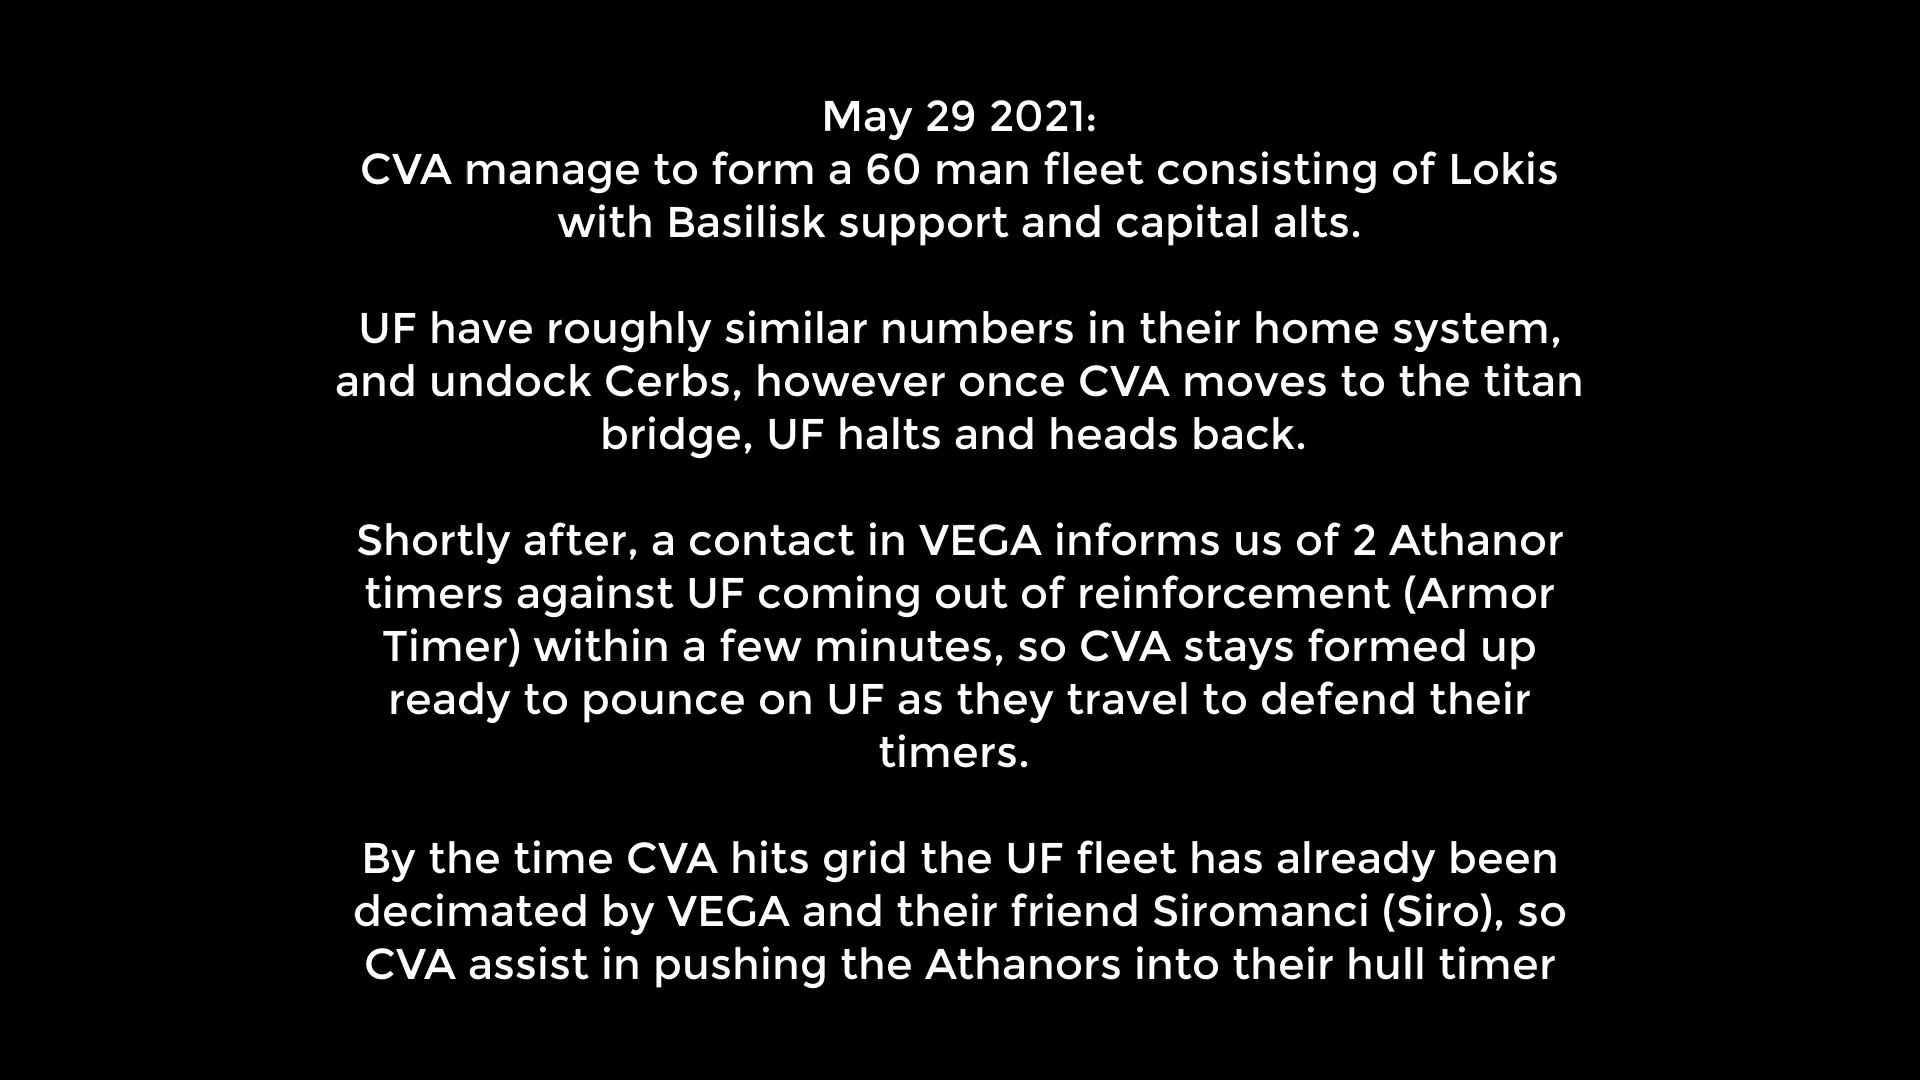 May 29 2021:
CVA manage to form a 60 man fleet consisting of Lokis
with Basilisk support and capital alts.
UF have roughly similar numbers in their home system,
and undock Cerbs, however once CVA moves to the titan
bridge, UF halts and heads back.
Shortly after, a contact in VEGA informs us of 2 Athanor
timers against UF coming out of reinforcement (Armor
Timer) within a few minutes, so CVA stays formed up
ready to pounce on UF as they travel to defend their
timers.
By the time CVA hits grid the UF fleet has already been
decimated by VEGA and their friend Siromanci (Siro), so
CVA assist in pushing the Athanors into their hull timer